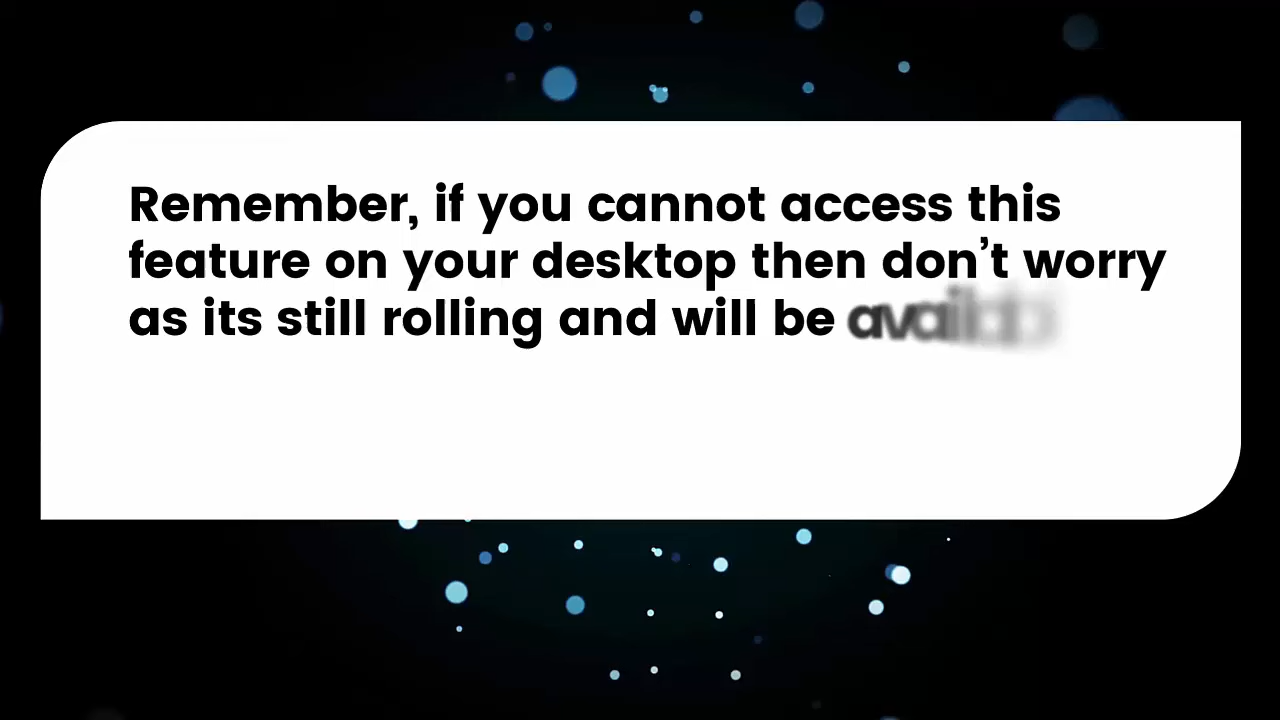 Remember, if you cannot access this
feature on your desktop then don’t worry
as its still rolling and will be